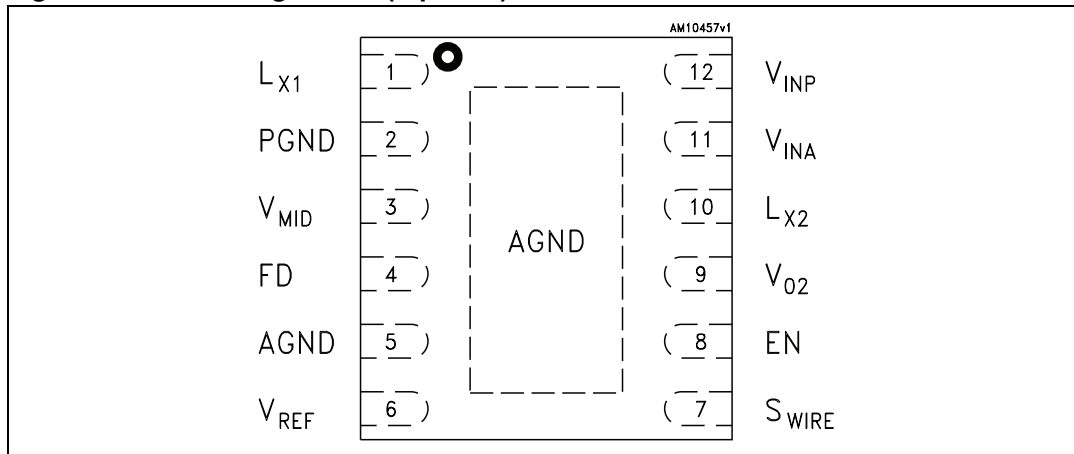 AM10457v1
LX1 1 12 VINP
PGND 2 11 VINA
VMID 3 10 LX2
AGND
FD 4 9 VO2
AGND 5 8 EN
VREF 6 7 SWIRE